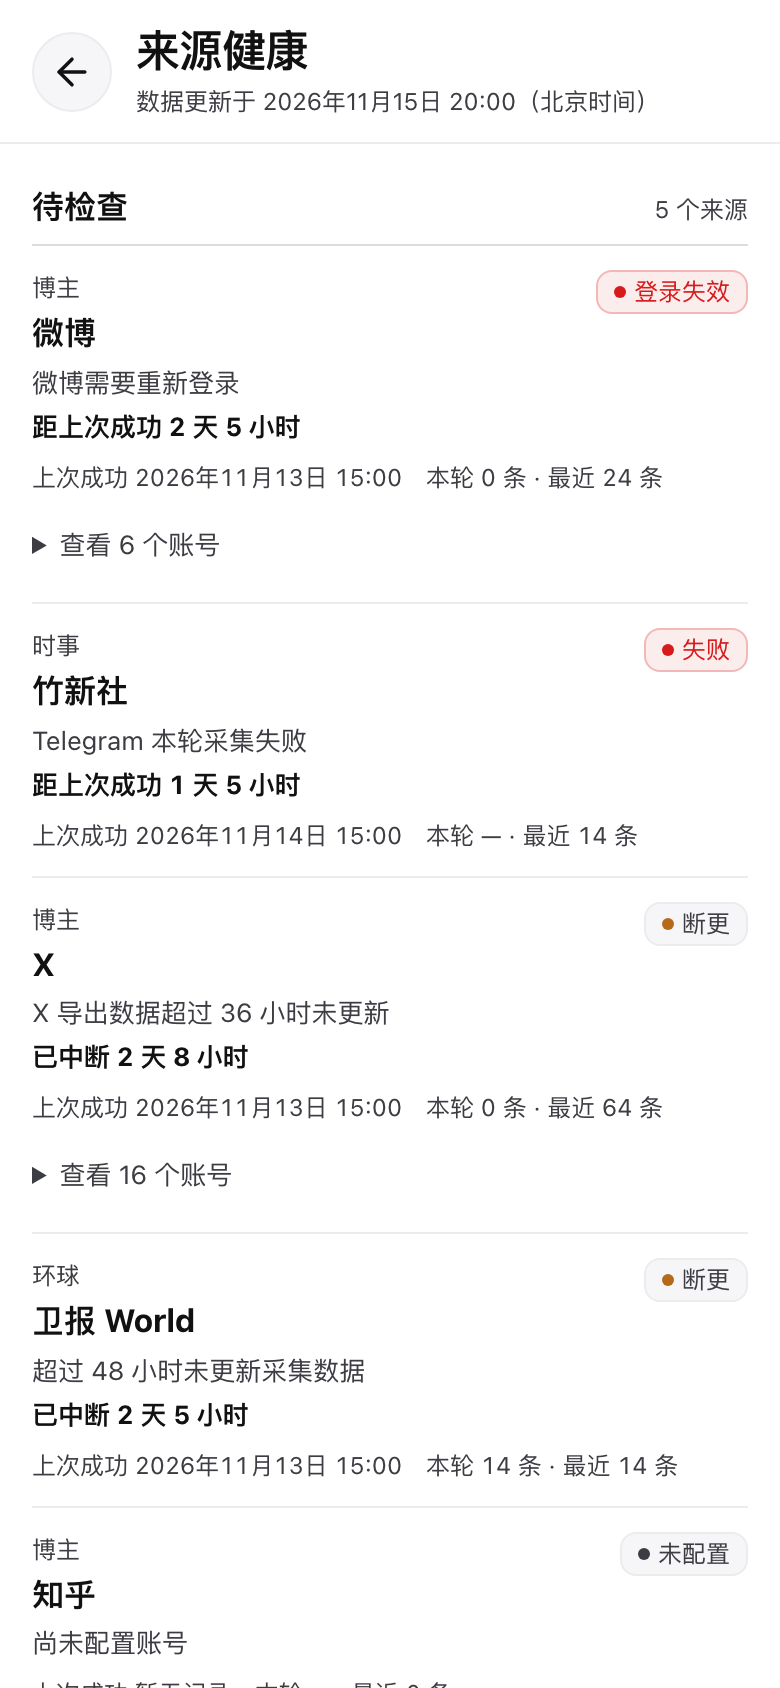 来源健康
数据更新于 2026年11月15日 20:00（北京时间）
待检查
5 个来源
博主
登录失效
微博
微博需要重新登录
距上次成功 2 天 5 小时
上次成功 2026年11月13日 15:00 本轮 0 条 · 最近 24 条
查看 6 个账号
时事
失败
竹新社
Telegram 本轮采集失败
距上次成功 1 天 5 小时
上次成功 2026年11月14日 15:00 本轮 — · 最近 14 条
博主
断更
X
X 导出数据超过 36 小时未更新
已中断 2 天 8 小时
上次成功 2026年11月13日 15:00 本轮 0 条 · 最近 64 条
查看 16 个账号
环球
断更
卫报 World
超过 48 小时未更新采集数据
已中断 2 天 5 小时
上次成功 2026年11月13日 15:00 本轮 14 条 · 最近 14 条
博主
未配置
知乎
尚未配置账号